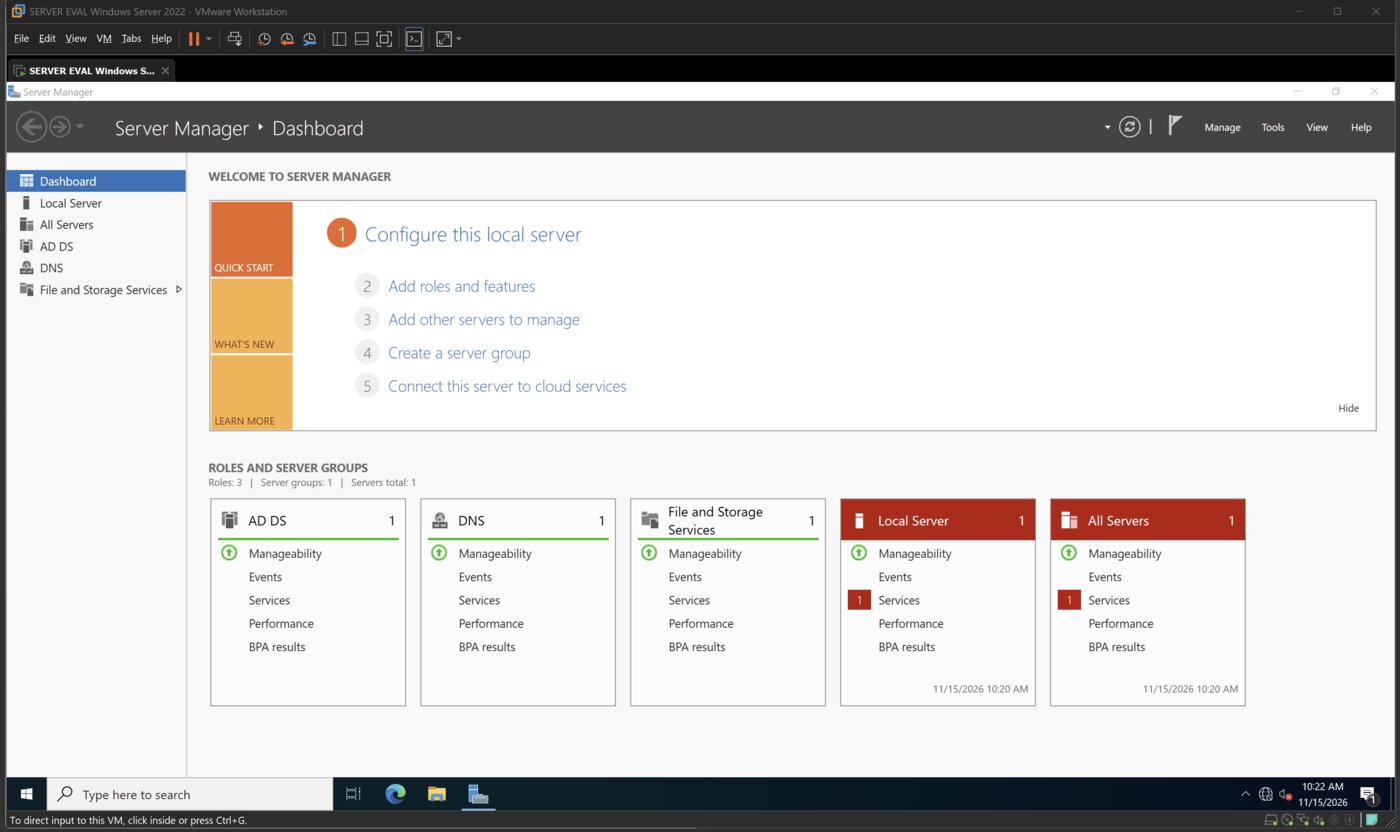 SERVER EVAL Windows Server 2022 - VMware Workstation
File Edit View VM Tabs Help
SERVER EVAL Windows S...
Server Manager
Server Manager Dashboard
Manage Tools View Help
Dashboard
Local Server
All Servers
AD DS
DNS
File and Storage Services
WELCOME TO SERVER MANAGER
QUICK START
WHAT'S NEW
LEARN MORE
1 Configure this local server
2 Add roles and features
3 Add other servers to manage
4 Create a server group
5 Connect this server to cloud services
Hide
ROLES AND SERVER GROUPS
Roles: 3 | Server groups: 1 | Servers total: 1
AD DS 1
Manageability
Events
Services
Performance
BPA results
DNS 1
Manageability
Events
Services
Performance
BPA results
File and Storage
Services 1
Manageability
Events
Services
Performance
BPA results
Local Server 1
Manageability
Events
1 Services
Performance
BPA results
11/15/2026 10:20 AM
All Servers 1
Manageability
Events
1 Services
Performance
BPA results
11/15/2026 10:20 AM
Type here to search
10:22 AM
11/15/2026
1
To direct input to this VM, click inside or press Ctrl+G.